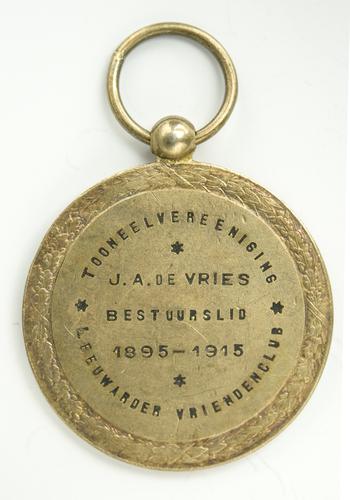 TOONEELVEREENIGING
J.A. DE VRIES
BESTUURSLID
1895-1915
LEEUWARDER VRIENDENCLUB